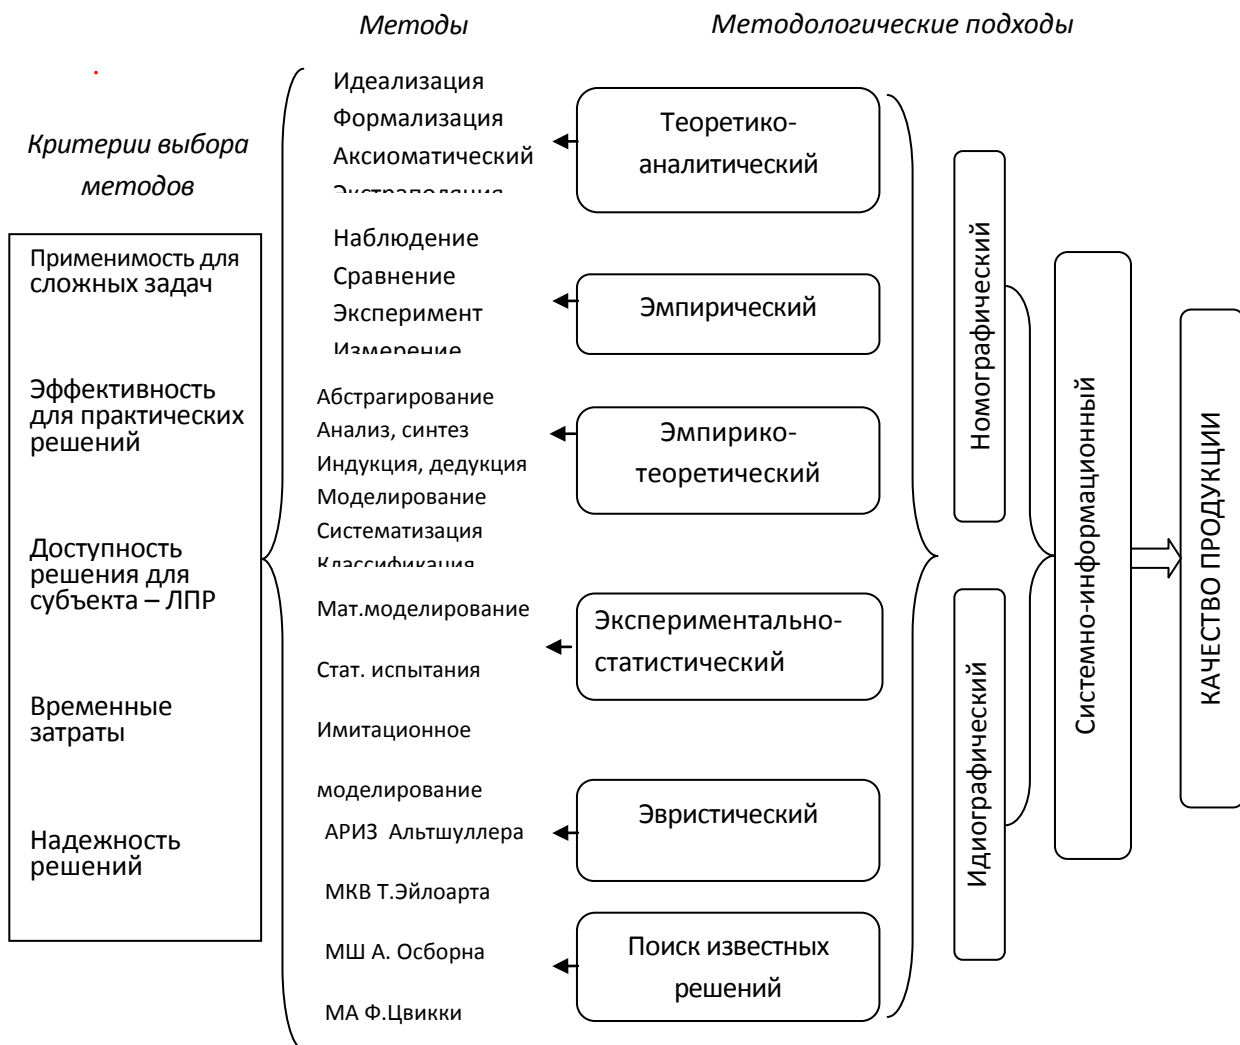 Методы
Методологические подходы
Критерии выбора
методов
Применимость для
сложных задач
Эффективность
для практических
решений
Доступность
решения для
субъекта – ЛПР
Временные
затраты
Надежность
решений
Идеализация
Формализация
Аксиоматический
Экстраполяция
Наблюдение
Сравнение
Эксперимент
Измерение
Абстрагирование
Анализ, синтез
Индукция, дедукция
Моделирование
Систематизация
Классификация
Мат.моделирование
Стат. испытания
Имитационное
моделирование
АРИЗ Альтшуллера
МКВ Т.Эйлоарта
МШ А. Осборна
МА Ф.Цвикки
Теоретико-
аналитический
Эмпирический
Эмпирико-
теоретический
Экспериментально-
статистический
Эвристический
Поиск известных
решений
Номографический
Идиографический
Системно-информационный
КАЧЕСТВО ПРОДУКЦИИ